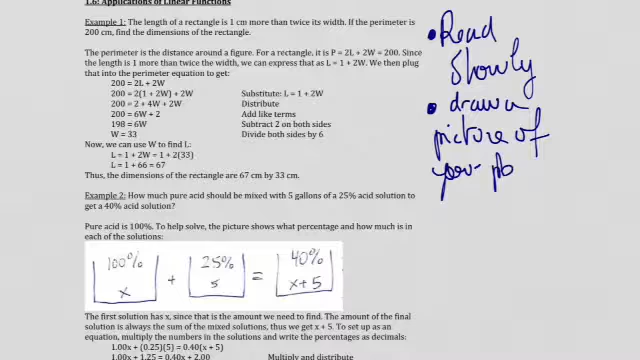 1.6: Applications of Linear Functions
Example 1: The length of a rectangle is 1 cm more than twice its width. If the perimeter is
200 cm, find the dimensions of the rectangle.
The perimeter is the distance around a figure. For a rectangle, it is P = 2L + 2W = 200. Since
the length is 1 more than twice the width, we can express that as L = 1 + 2W. We then plug
that into the perimeter equation to get:
200 = 2L + 2W
200 = 2(1 + 2W) + 2W Substitute: L = 1 + 2W
200 = 2 + 4W + 2W Distribute
200 = 6W + 2 Add like terms
198 = 6W Subtract 2 on both sides
W = 33 Divide both sides by 6
Now, we can use W to find L:
L = 1 + 2W = 1 + 2(33)
L = 1 + 66 = 67
Thus, the dimensions of the rectangle are 67 cm by 33 cm.
Example 2: How much pure acid should be mixed with 5 gallons of a 25% acid solution to
get a 40% acid solution?
Pure acid is 100%. To help solve, the picture shows what percentage and how much is in
each of the solutions:
100% 25% 40%
x + 5 = x + 5
The first solution has x, since that is the amount we need to find. The amount of the final
solution is always the sum of the mixed solutions, thus we get x + 5. To set up as an
equation, multiply the numbers in the solutions and write the percentages as decimals:
1.00x + (0.25)(5) = 0.40(x + 5)
1.00x + 1.25 = 0.40x + 2.00 Multiply and distribute
• Read
Slowly
• draw a
picture of
your pb